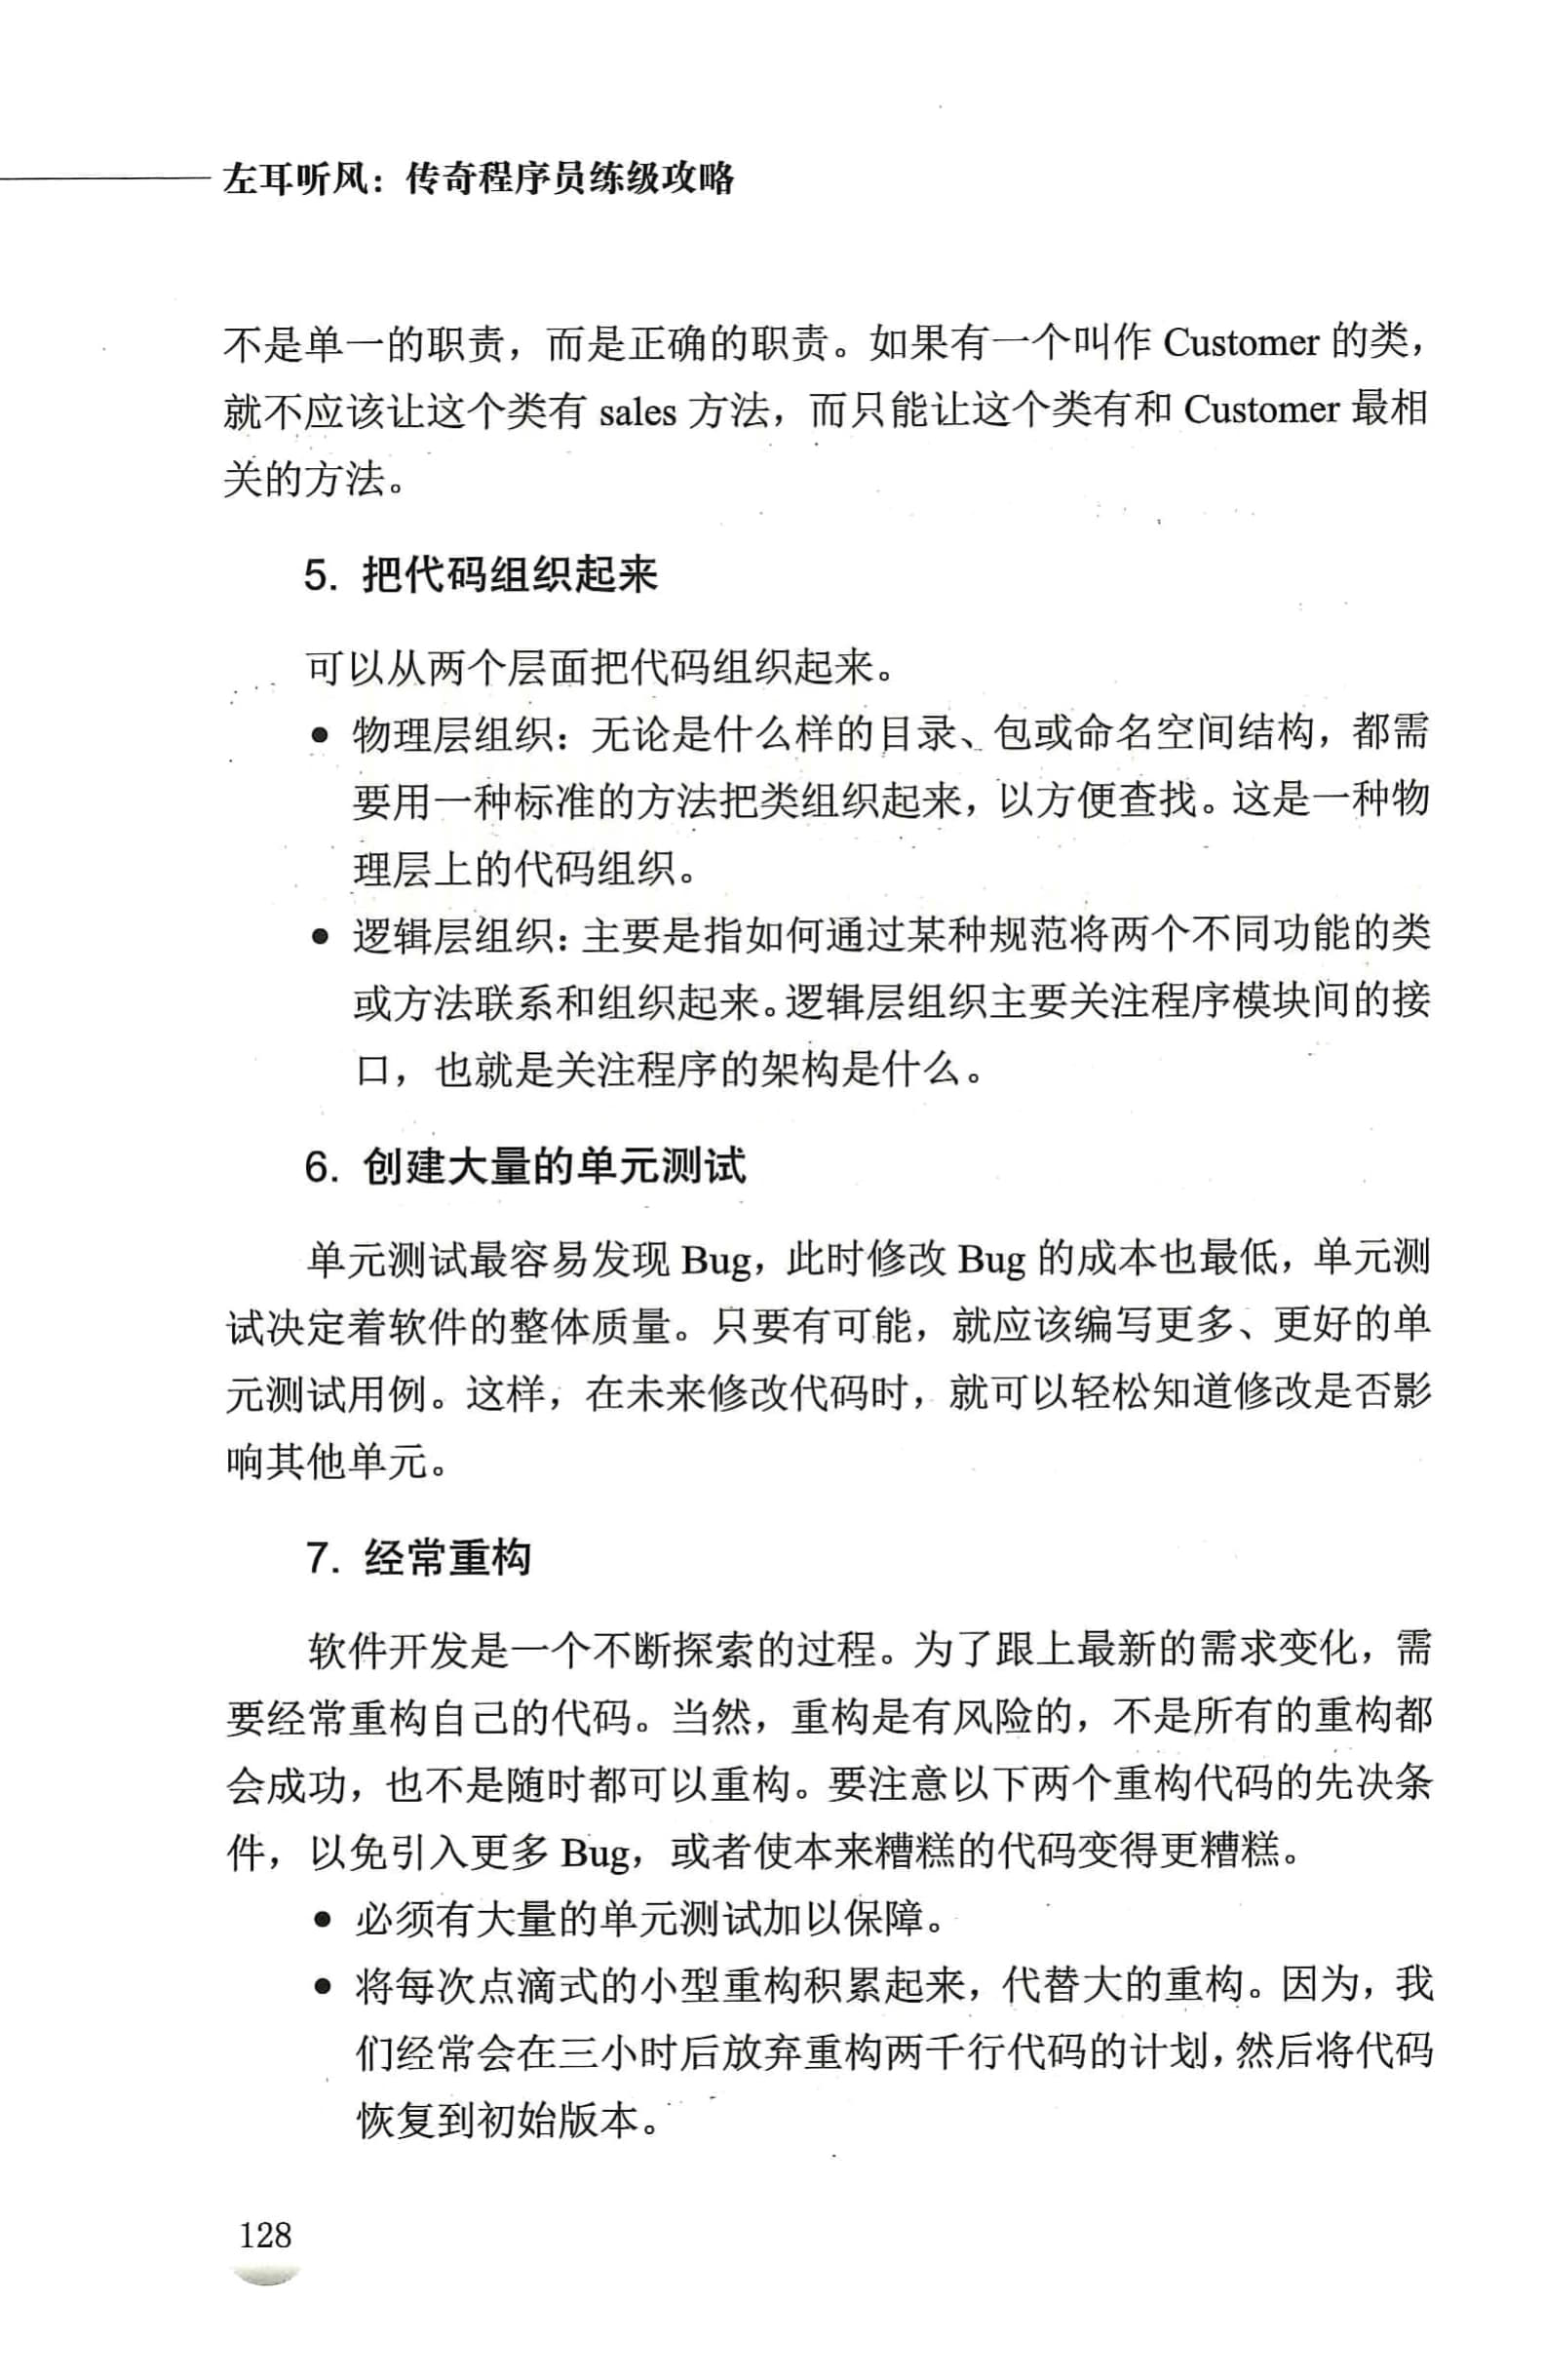 左耳听风：传奇程序员练级攻略
不是单一的职责，而是正确的职责。如果有一个叫作 Customer 的类，
就不应该让这个类有 sales 方法，而只能让这个类有和 Customer 最相
关的方法。
5. 把代码组织起来
可以从两个层面把代码组织起来。
● 物理层组织：无论是什么样的目录、包或命名空间结构，都需
要用一种标准的方法把类组织起来，以方便查找。这是一种物
理层上的代码组织。
● 逻辑层组织：主要是指如何通过某种规范将两个不同功能的类
或方法联系和组织起来。逻辑层组织主要关注程序模块间的接
口，也就是关注程序的架构是什么。
6. 创建大量的单元测试
单元测试最容易发现 Bug，此时修改 Bug 的成本也最低，单元测
试决定着软件的整体质量。只要有可能，就应该编写更多、更好的单
元测试用例。这样，在未来修改代码时，就可以轻松知道修改是否影
响其他单元。
7. 经常重构
软件开发是一个不断探索的过程。为了跟上最新的需求变化，需
要经常重构自己的代码。当然，重构是有风险的，不是所有的重构都
会成功，也不是随时都可以重构。要注意以下两个重构代码的先决条
件，以免引入更多 Bug，或者使本来糟糕的代码变得更糟糕。
● 必须有大量的单元测试加以保障。
● 将每次点滴式的小型重构积累起来，代替大的重构。因为，我
们经常会在三小时后放弃重构两千行代码的计划，然后将代码
恢复到初始版本。
128